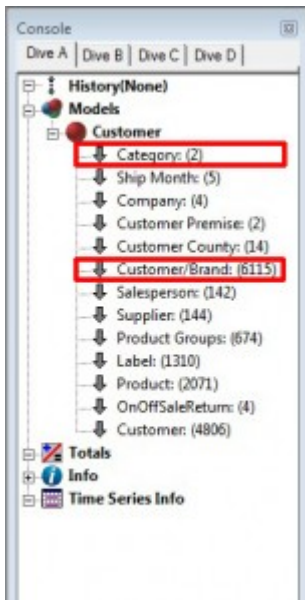 Console
Dive A Dive B Dive C Dive D
History(None)
Models
Customer
Category: (2)
Ship Month: (5)
Company: (4)
Customer Premise: (2)
Customer County: (14)
Customer/Brand: (6115)
Salesperson: (142)
Supplier: (144)
Product Groups: (674)
Label: (1310)
Product: (2071)
OnOffSaleReturn: (4)
Customer: (4806)
Totals
Info
Time Series Info